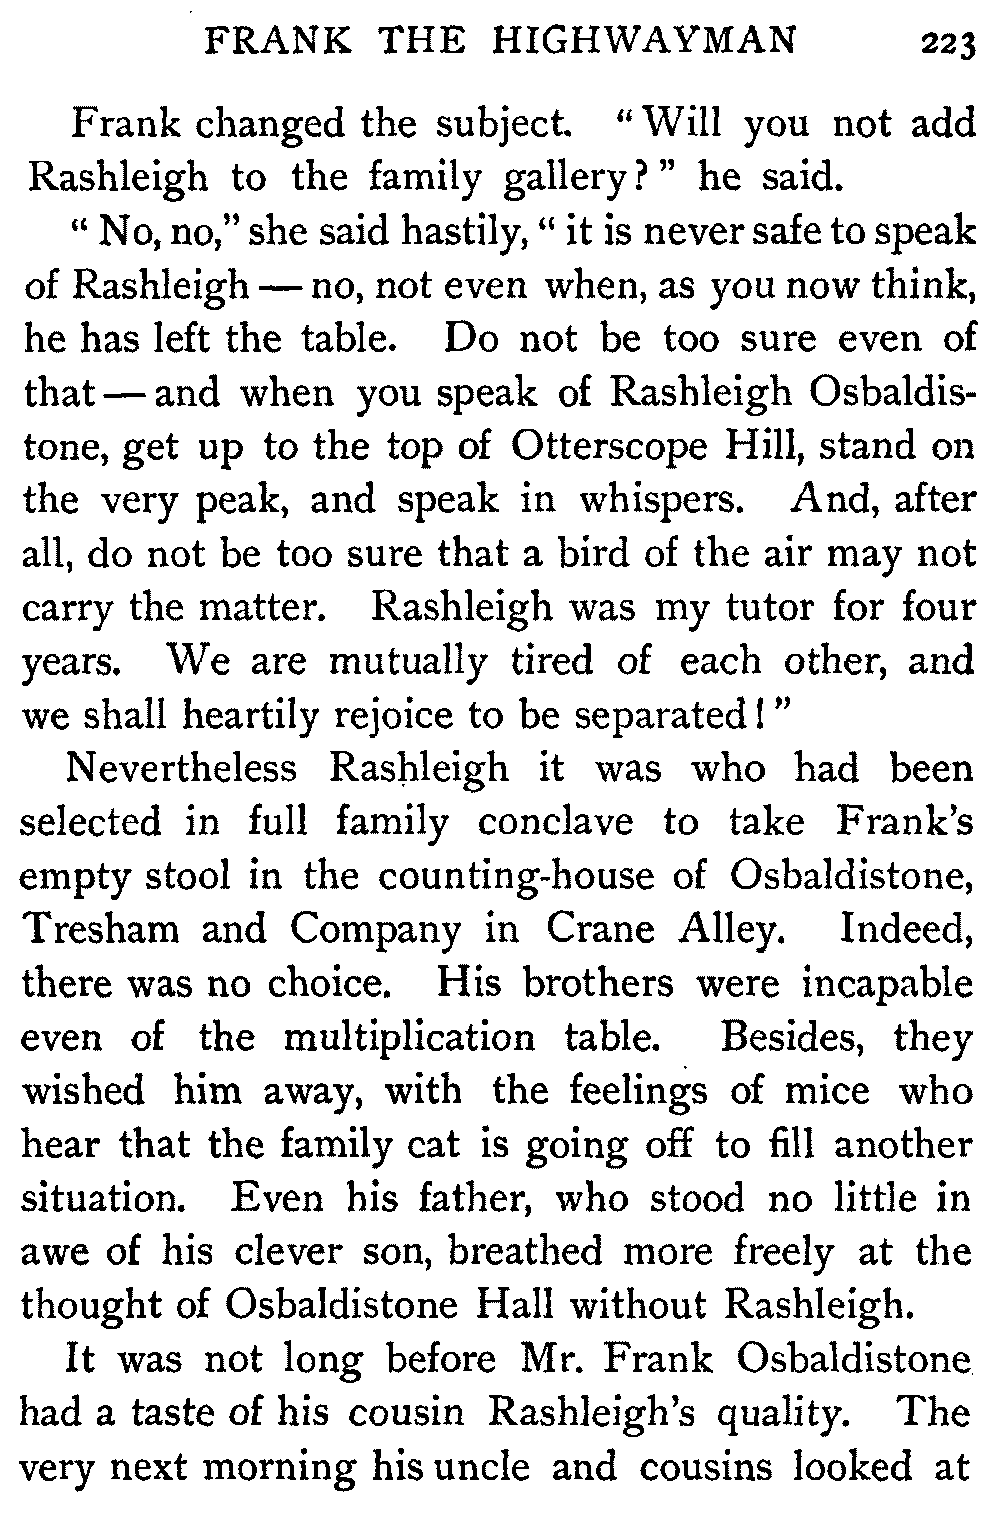 FRANK THE HIGHWAYMAN 223
Frank changed the subject. “Will you not add
Rashleigh to the family gallery?” he said.
“No, no,” she said hastily, “it is never safe to speak
of Rashleigh — no, not even when, as you now think,
he has left the table. Do not be too sure even of
that — and when you speak of Rashleigh Osbaldis-
tone, get up to the top of Otterscope Hill, stand on
the very peak, and speak in whispers. And, after
all, do not be too sure that a bird of the air may not
carry the matter. Rashleigh was my tutor for four
years. We are mutually tired of each other, and
we shall heartily rejoice to be separated!”
Nevertheless Rashleigh it was who had been
selected in full family conclave to take Frank’s
empty stool in the counting-house of Osbaldistone,
Tresham and Company in Crane Alley. Indeed,
there was no choice. His brothers were incapable
even of the multiplication table. Besides, they
wished him away, with the feelings of mice who
hear that the family cat is going off to fill another
situation. Even his father, who stood no little in
awe of his clever son, breathed more freely at the
thought of Osbaldistone Hall without Rashleigh.
It was not long before Mr. Frank Osbaldistone
had a taste of his cousin Rashleigh’s quality. The
very next morning his uncle and cousins looked at